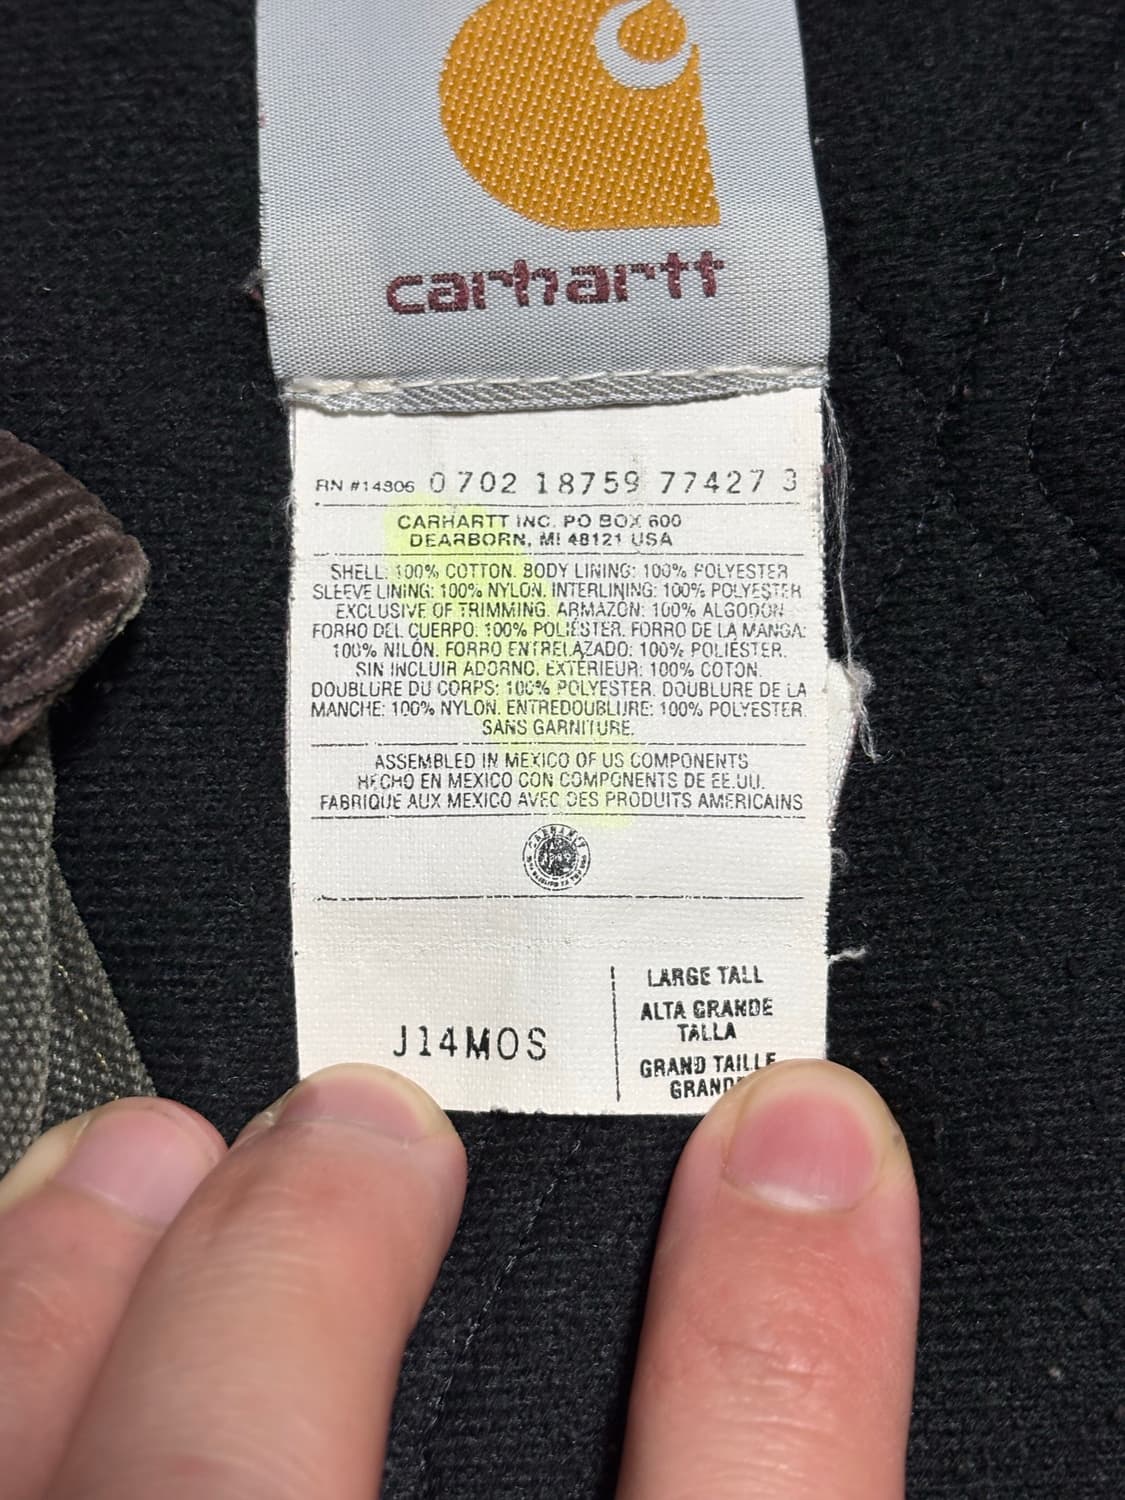 carhartt
RN #14806 0 702 18759 77427 3
CARHARTT INC. PO BOX 600
DEARBORN, MI 48121 USA
SHELL: 100% COTTON. BODY LINING: 100% POLYESTER
SLEEVE LINING: 100% NYLON. INTERLINING: 100% POLYESTER
EXCLUSIVE OF TRIMMING. ARMAZON: 100% ALGODON
FORRO DEL CUERPO: 100% POLIÉSTER. FORRO DE LA MANGA:
100% NILÓN. FORRO ENTRELAZADO: 100% POLIÉSTER.
SIN INCLUIR ADORNO. EXTÉRIEUR: 100% COTON.
DOUBLURE DU CORPS: 100% POLYESTER. DOUBLURE DE LA
MANCHE: 100% NYLON. ENTREDOUBLURE: 100% POLYESTER.
SANS GARNITURE.
ASSEMBLED IN MEXICO OF US COMPONENTS
HECHO EN MEXICO CON COMPONENTS DE EE.UU.
FABRIQUE AUX MEXICO AVEC DES PRODUITS AMERICAINS
CARHARTT
LARGE TALL
ALTA GRANDE
TALLA
J14MOS
GRAND TAILLE